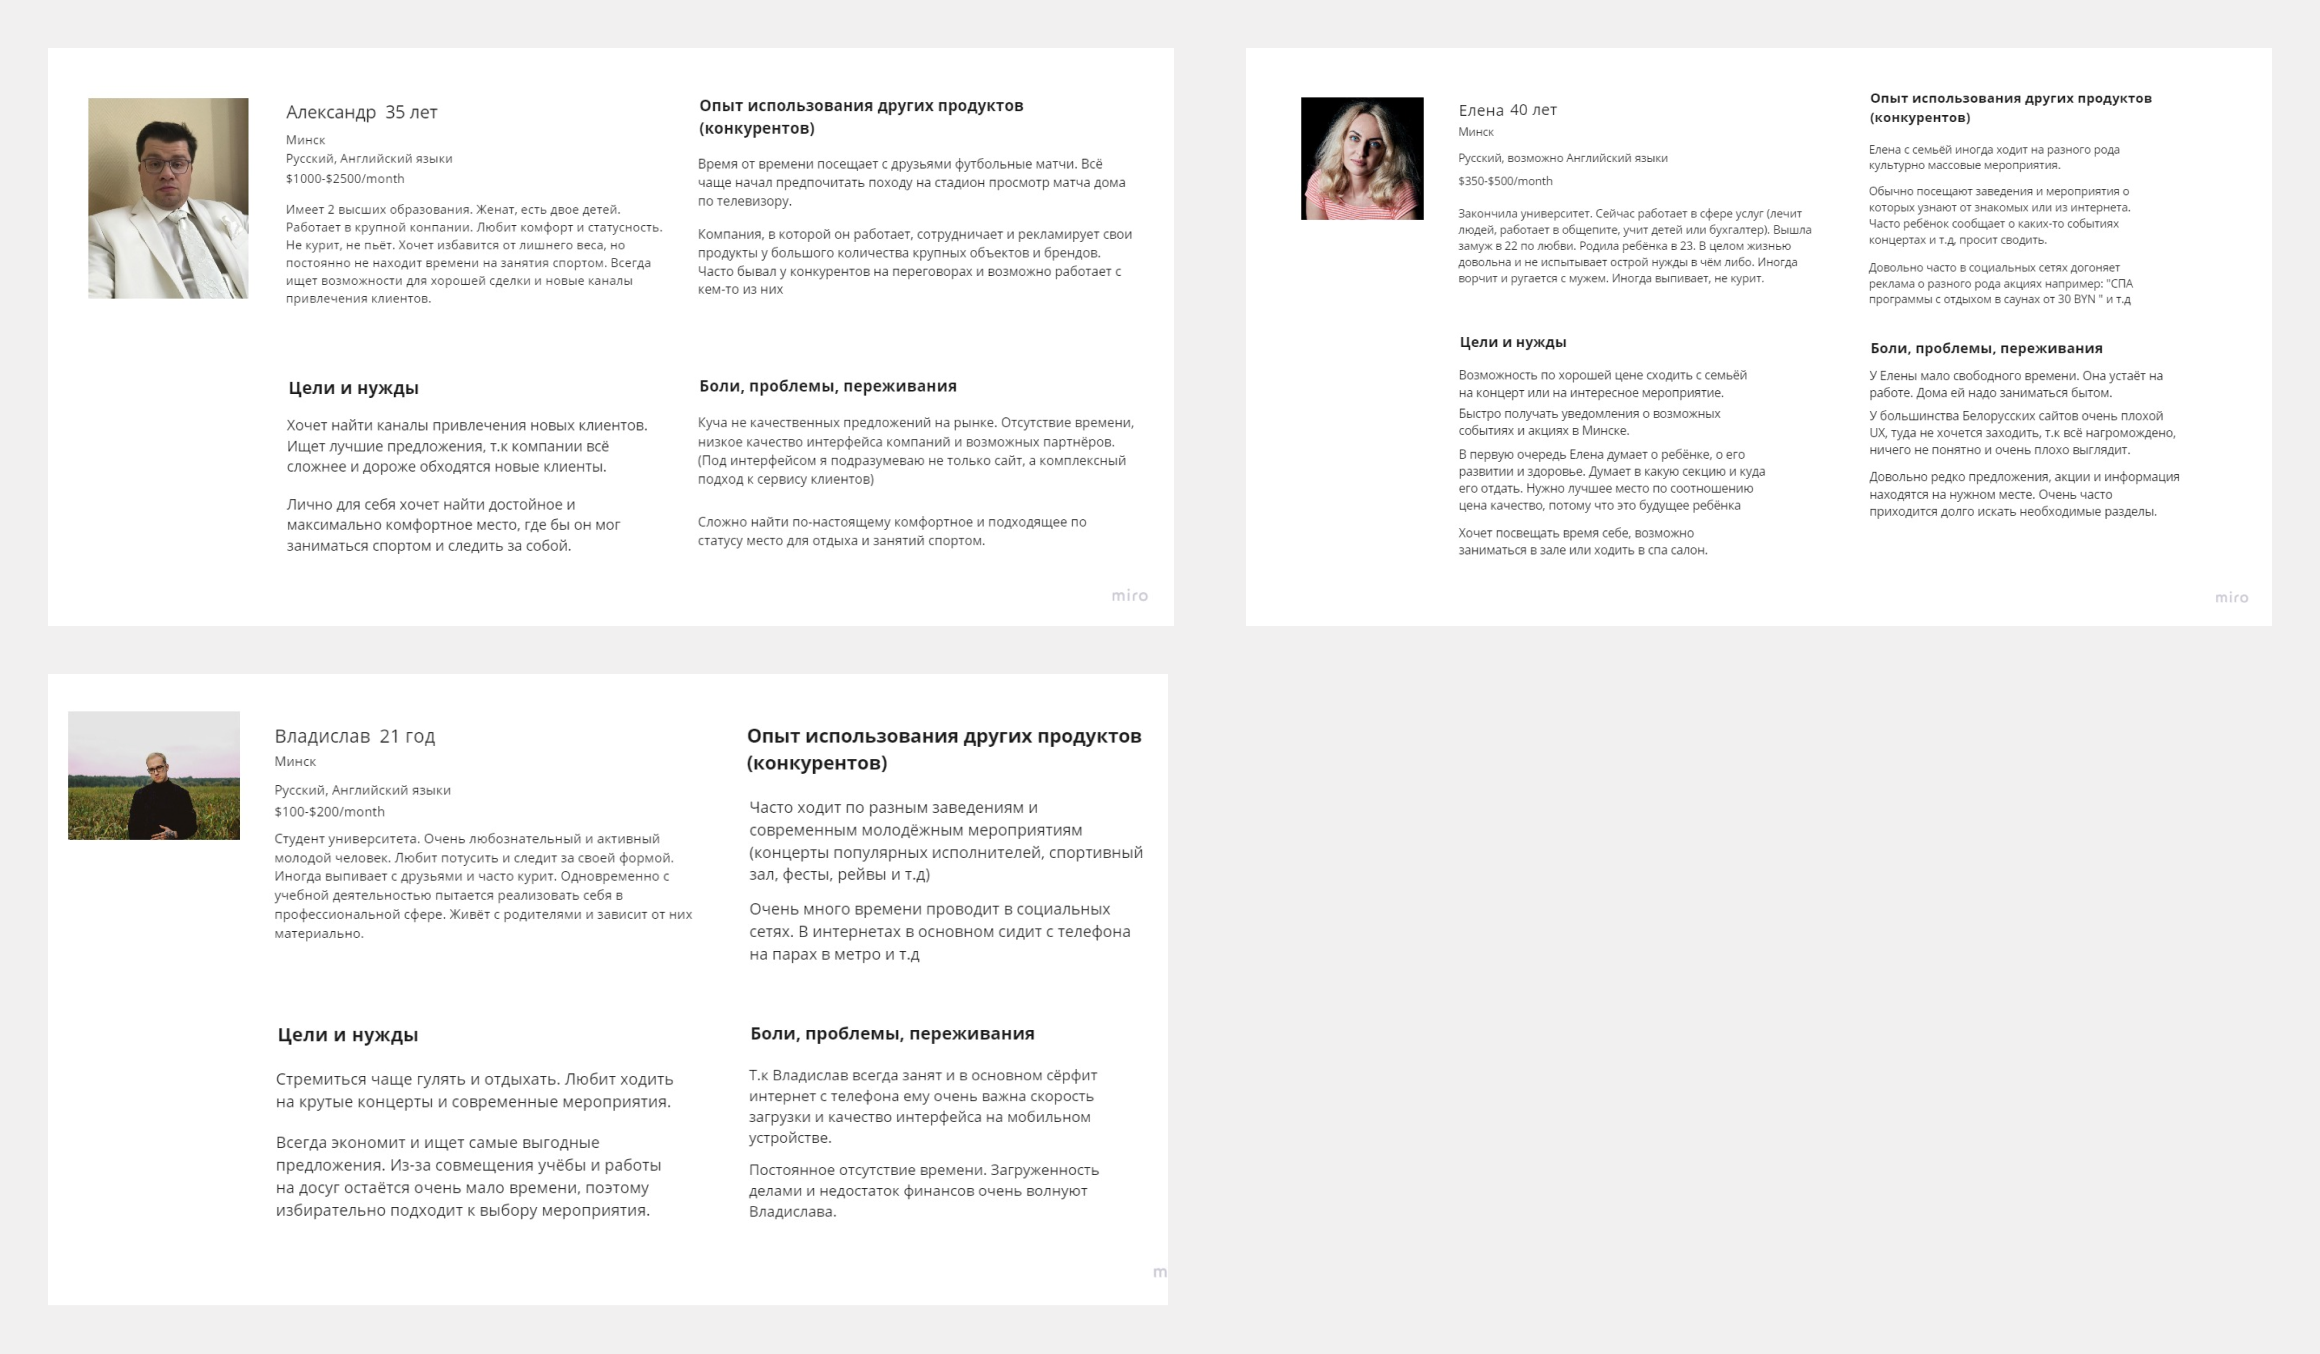 Александр 35 лет
Минск
Русский, Английский языки
$1000-$2500/month
Имеет 2 высших образования. Женат, есть двое детей.
Работает в крупной конпании. Любит комфорт и статусность.
Не курит, не пьёт. Хочет избавится от лишнего веса, но
постоянно не находит времени на занятия спортом. Всегда
ищет возможности для хорошей сделки и новые каналы
привлечения клиентов.
Опыт использования других продуктов
(конкурентов)
Время от времени посещает с друзьями футбольные матчи. Всё
чаще начал предпочитать походу на стадион просмотр матча дома
по телевизору.
Компания, в которой он работает, сотрудничает и рекламирует свои
продукты у большого количества крупных объектов и брендов.
Часто бывал у конкурентов на переговорах и возможно работает с
кем-то из них
Цели и нужды
Хочет найти каналы привлечения новых клиентов.
Ищет лучшие предложения, т.к компании всё
сложнее и дороже обходятся новые клиенты.
Лично для себя хочет найти достойное и
максимально комфортное место, где бы он мог
заниматься спортом и следить за собой.
Боли, проблемы, переживания
Куча не качественных предложений на рынке. Отсутствие времени,
низкое качество интерфейса компаний и возможных партнёров.
(Под интерфейсом я подразумеваю не только сайт, а комплексный
подход к сервису клиентов)
Сложно найти по-настоящему комфортное и подходящее по
статусу место для отдыха и занятий спортом.
miro
Елена 40 лет
Минск
Русский, возможно Английский языки
$350-$500/month
Закончила университет. Сейчас работает в сфере услуг (лечит
людей, работает в общепите, учит детей или бухгалтер). Вышла
замуж в 22 по любви. Родила ребёнка в 23. В целом жизнью
довольна и не испытывает острой нужды в чём либо. Иногда
ворчит и ругается с мужем. Иногда выпивает, не курит.
Опыт использования других продуктов
(конкурентов)
Елена с семьёй иногда ходит на разного рода
культурно массовые мероприятия.
Обычно посещают заведения и мероприятия о
которых узнают от знакомых или из интернета.
Часто ребёнок сообщает о каких-то событиях
концертах и т.д, просит сводить.
Довольно часто в социальных сетях догоняет
реклама о разного рода акциях например: "СПА
программы с отдыхом в саунах от 30 BYN " и т.д
Цели и нужды
Возможность по хорошей цене сходить с семьёй
на концерт или на интересное мероприятие.
Быстро получать уведомления о возможных
событиях и акциях в Минске.
В первую очередь Елена думает о ребёнке, о его
развитии и здоровье. Думает в какую секцию и куда
его отдать. Нужно лучшее место по соотношению
цена качество, потому что это будущее ребёнка
Хочет посвещать время себе, возможно
заниматься в зале или ходить в спа салон.
Боли, проблемы, переживания
У Елены мало свободного времени. Она устаёт на
работе. Дома ей надо заниматься бытом.
У большинства Белорусских сайтов очень плохой
UX, туда не хочется заходить, т.к всё нагромождено,
ничего не понятно и очень плохо выглядит.
Довольно редко предложения, акции и информация
находятся на нужном месте. Очень часто
приходится долго искать необходимые разделы.
miro
Владислав 21 год
Минск
Русский, Английский языки
$100-$200/month
Студент университета. Очень любознательный и активный
молодой человек. Любит потусить и следит за своей формой.
Иногда выпивает с друзьями и часто курит. Одновременно с
учебной деятельностью пытается реализовать себя в
профессиональной сфере. Живёт с родителями и зависит от них
материально.
Опыт использования других продуктов
(конкурентов)
Часто ходит по разным заведениям и
современным молодёжным мероприятиям
(концерты популярных исполнителей, спортивный
зал, фесты, рейвы и т.д)
Очень много времени проводит в социальных
сетях. В интернетах в основном сидит с телефона
на парах в метро и т.д
Цели и нужды
Стремиться чаще гулять и отдыхать. Любит ходить
на крутые концерты и современные мероприятия.
Всегда экономит и ищет самые выгодные
предложения. Из-за совмещения учёбы и работы
на досуг остаётся очень мало времени, поэтому
избирательно подходит к выбору мероприятия.
Боли, проблемы, переживания
Т.к Владислав всегда занят и в основном сёрфит
интернет с телефона ему очень важна скорость
загрузки и качество интерфейса на мобильном
устройстве.
Постоянное отсутствие времени. Загруженность
делами и недостаток финансов очень волнуют
Владислава.
m